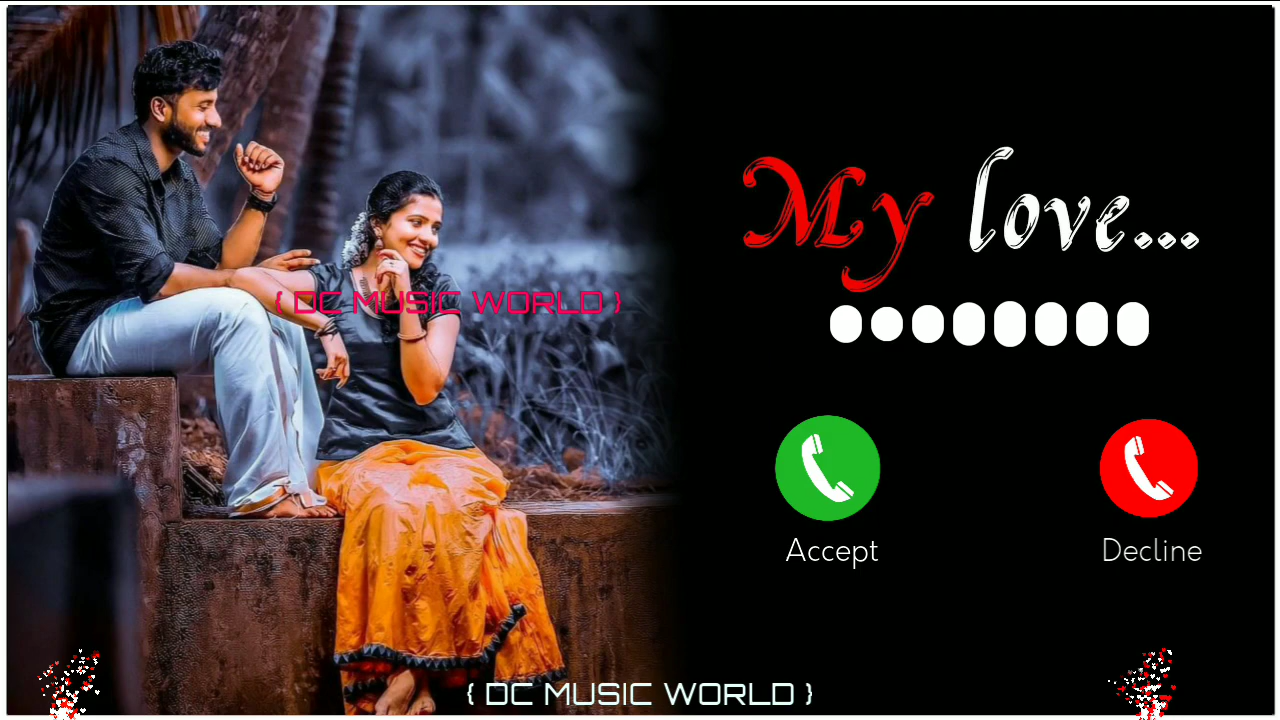 My love...
{ DC MUSIC WORLD }
Accept
Decline
{ DC MUSIC WORLD }